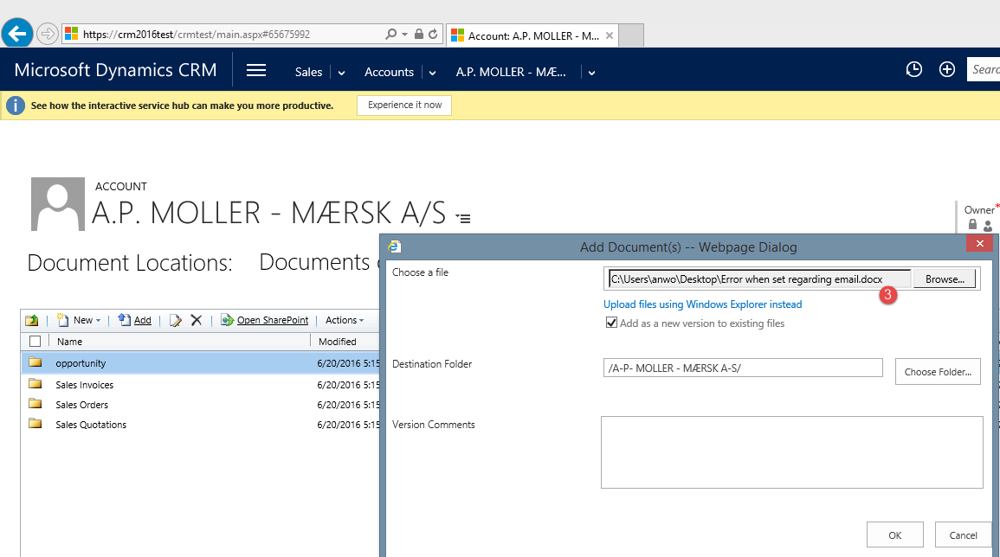 https://crm2016test/crmtest/main.aspx#65675992
Account: A.P. MOLLER - M...
Microsoft Dynamics CRM
Sales
Accounts
A.P. MOLLER - MÆ...
Searc
See how the interactive service hub can make you more productive.
Experience it now
ACCOUNT
A.P. MOLLER - MÆRSK A/S
Owner*
Document Locations:
Documents
Add Document(s) -- Webpage Dialog
Choose a file
C:\Users\anwo\Desktop\Error when set regarding email.docx
Browse...
3
Upload files using Windows Explorer instead
Add as a new version to existing files
Destination Folder
/A-P- MOLLER - MÆRSK A-S/
Choose Folder...
Version Comments
OK
Cancel
New
Add
Open SharePoint
Actions
Name
Modified
opportunity
6/20/2016 5:15
Sales Invoices
6/20/2016 5:15
Sales Orders
6/20/2016 5:15
Sales Quotations
6/20/2016 5:15